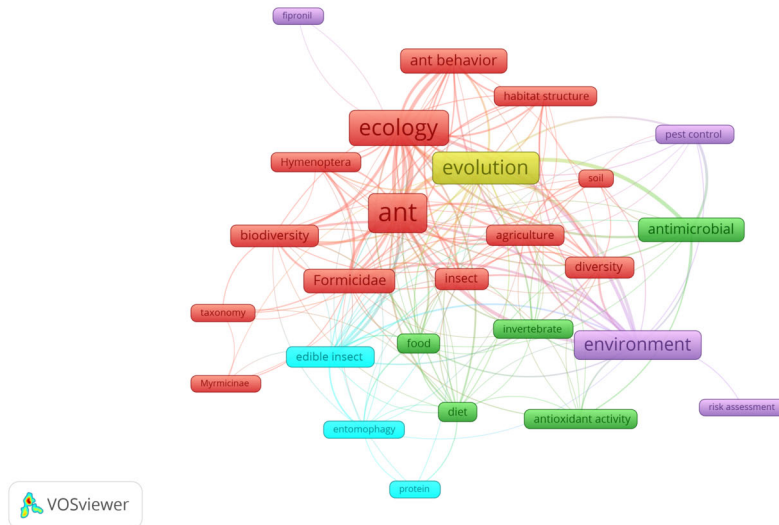 fipronil
ant behavior
habitat structure
ecology
pest control
Hymenoptera
evolution
soil
ant
biodiversity
agriculture
antimicrobial
Formicidae
insect
diversity
taxonomy
food
invertebrate
edible insect
environment
Myrmicinae
diet
antioxidant activity
risk assessment
entomophagy
protein
VOSviewer